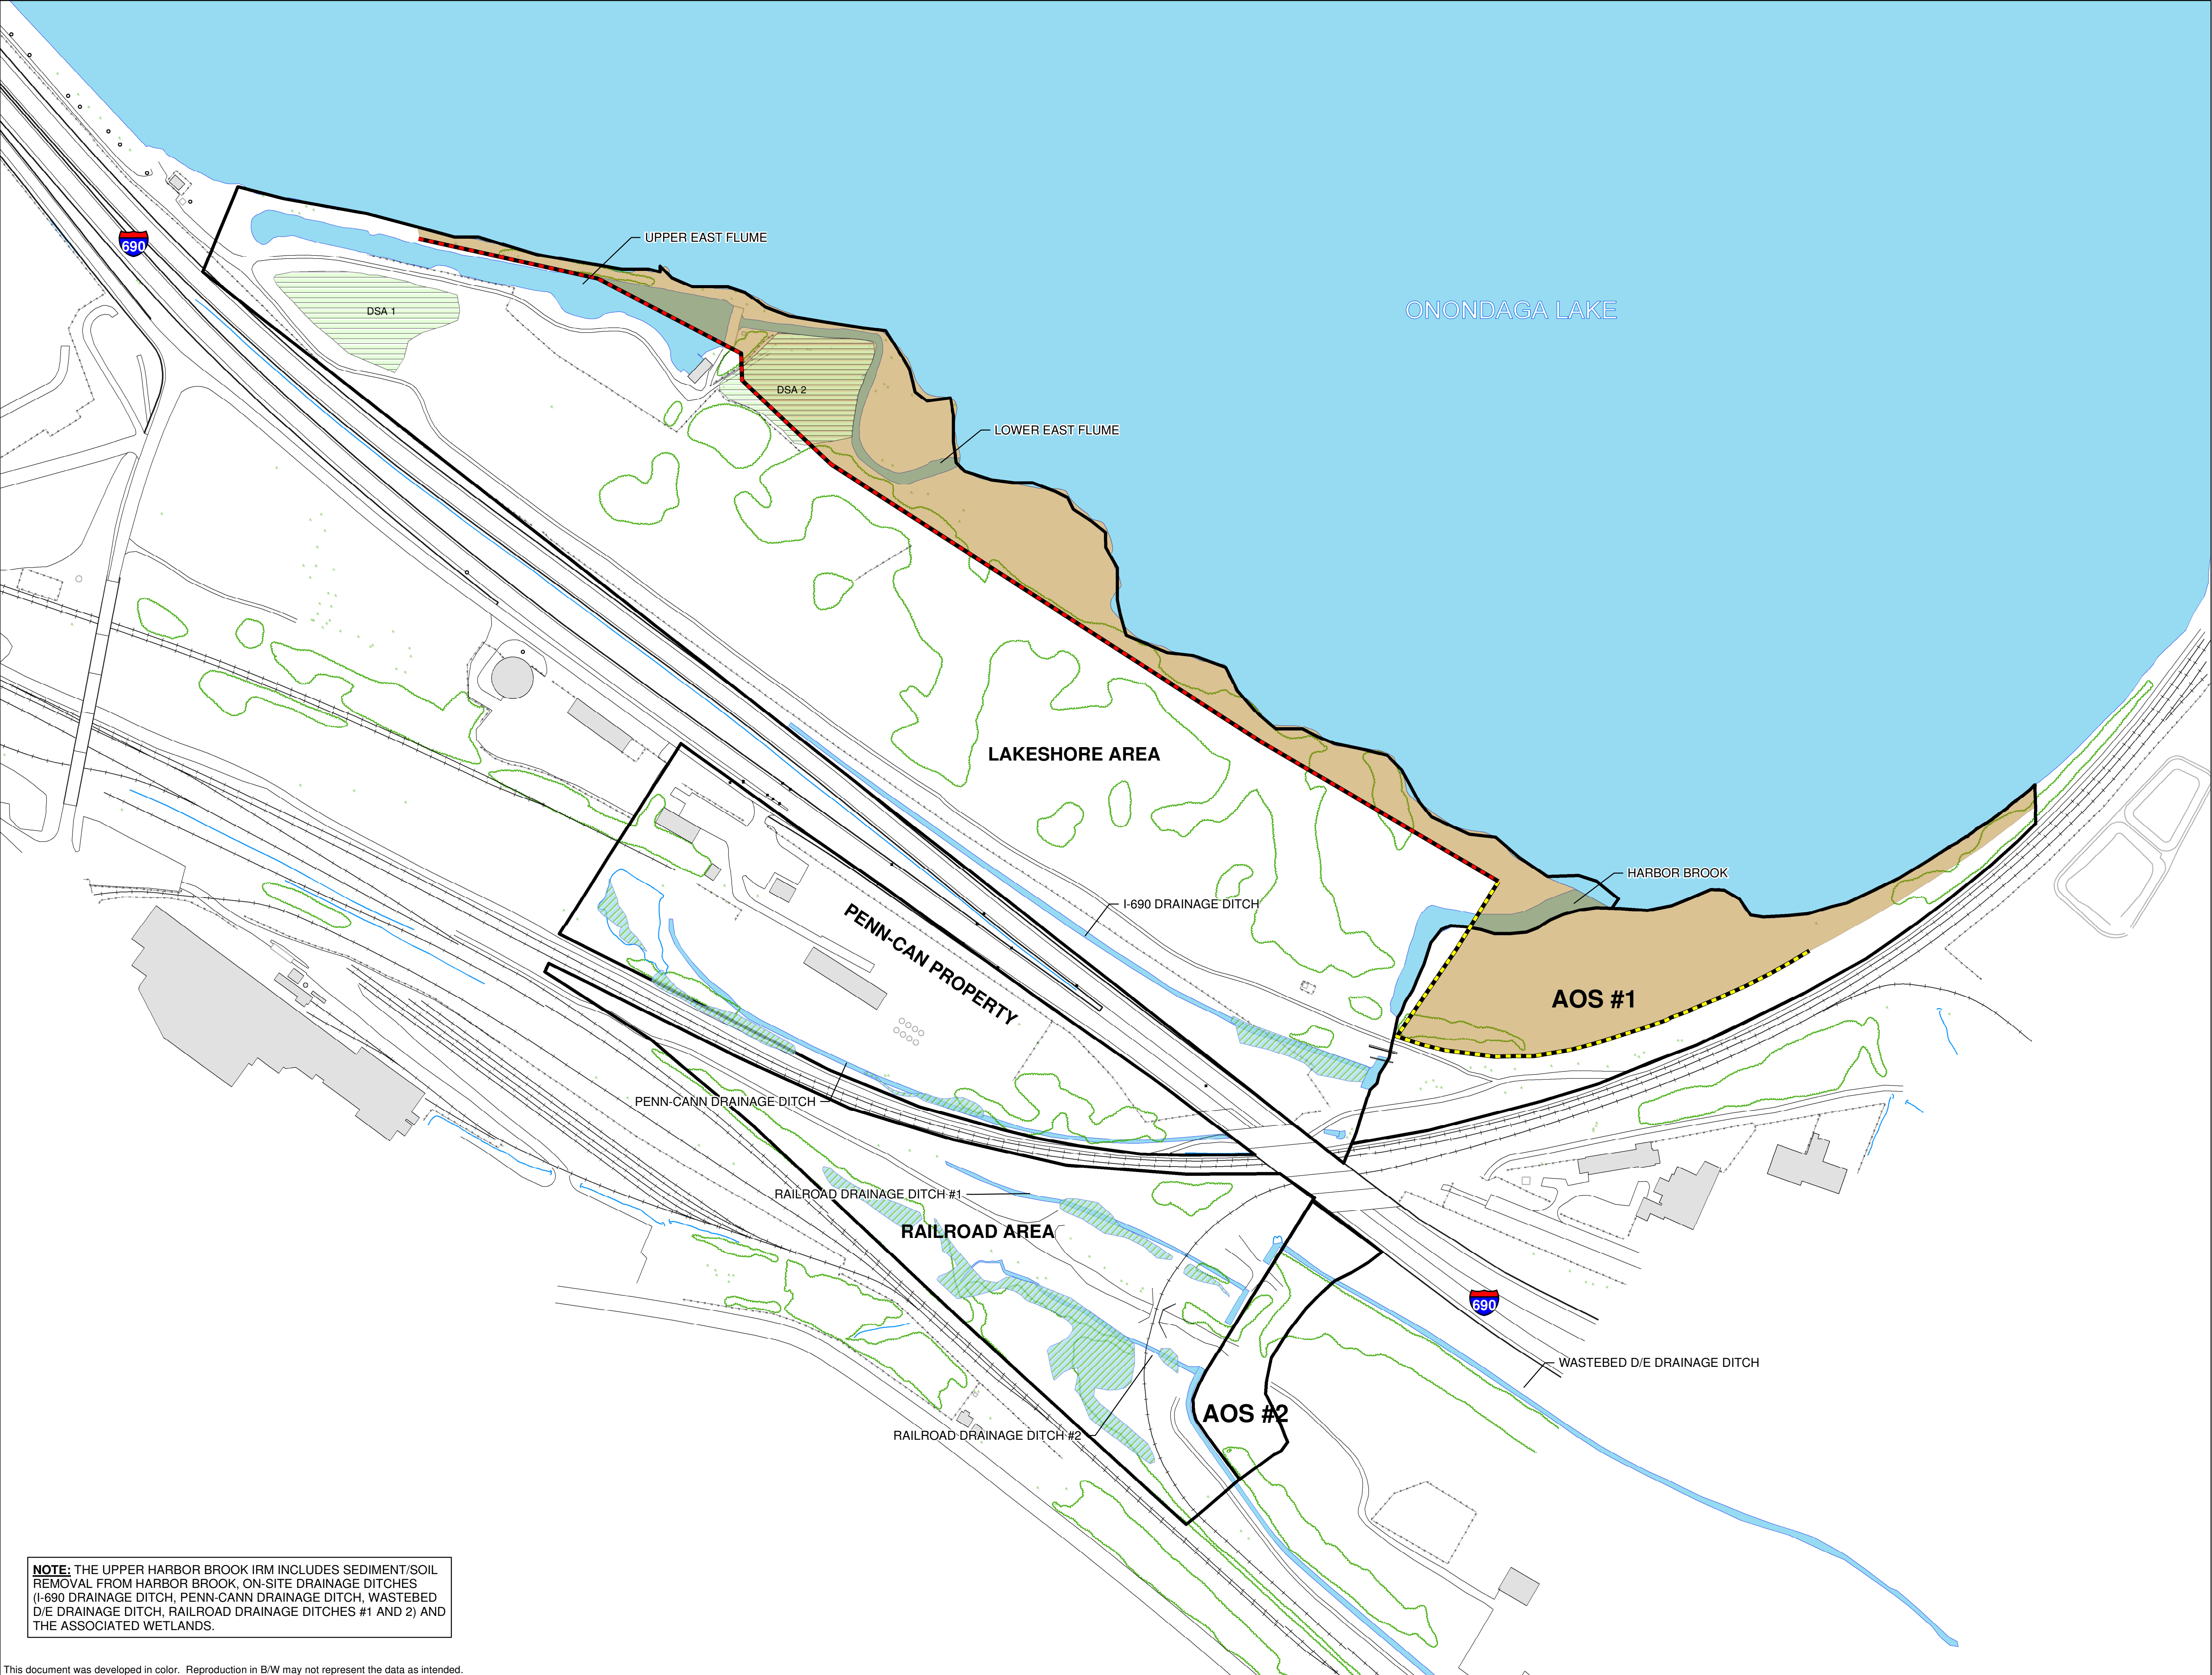 UPPER EAST FLUME
690
ONONDAGA LAKE
DSA 1
DSA 2
LOWER EAST FLUME
LAKESHORE AREA
HARBOR BROOK
I-690 DRAINAGE DITCH
PENN-CAN PROPERTY
AOS #1
PENN-CANN DRAINAGE DITCH
RAILROAD DRAINAGE DITCH #1
RAILROAD AREA
690
WASTEBED D/E DRAINAGE DITCH
AOS #2
RAILROAD DRAINAGE DITCH #2
NOTE: THE UPPER HARBOR BROOK IRM INCLUDES SEDIMENT/SOIL
REMOVAL FROM HARBOR BROOK, ON-SITE DRAINAGE DITCHES
(I-690 DRAINAGE DITCH, PENN-CANN DRAINAGE DITCH, WASTEBED
D/E DRAINAGE DITCH, RAILROAD DRAINAGE DITCHES #1 AND 2) AND
THE ASSOCIATED WETLANDS.
This document was developed in color. Reproduction in B/W may not represent the data as intended.